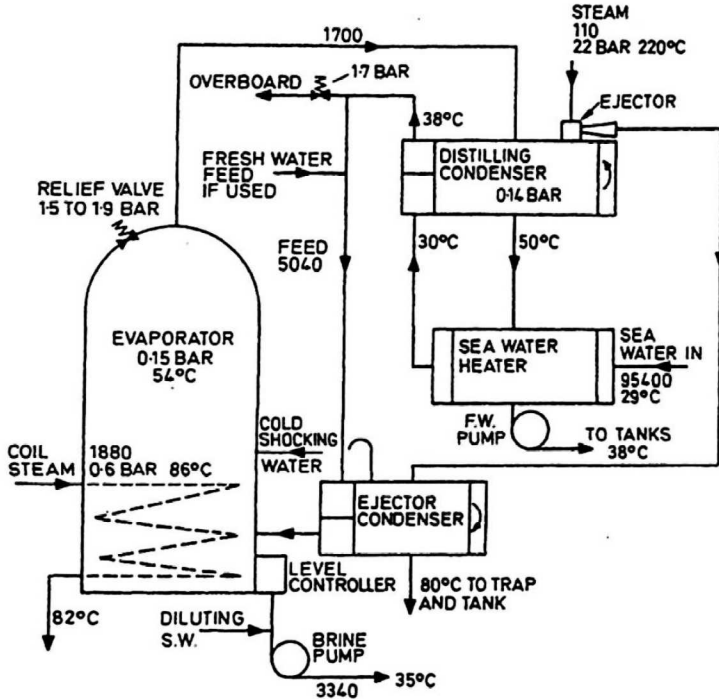 STEAM
110
22 BAR 220°C
EJECTOR
1700
1·7 BAR
OVERBOARD
38°C
DISTILLING
CONDENSER
0·14 BAR
FRESH WATER
FEED
IF USED
RELIEF VALVE
1·5 TO 1·9 BAR
FEED
5040
30°C
50°C
EVAPORATOR
0·15 BAR
54°C
SEA WATER
HEATER
SEA
WATER IN
95400
29°C
F.W.
PUMP
TO TANKS
38°C
COLD
SHOCKING
WATER
COIL
STEAM
1880
0·6 BAR 86°C
EJECTOR
CONDENSER
LEVEL
CONTROLLER
80°C TO TRAP
AND TANK
82°C
DILUTING
S.W.
BRINE
PUMP
3340
35°C